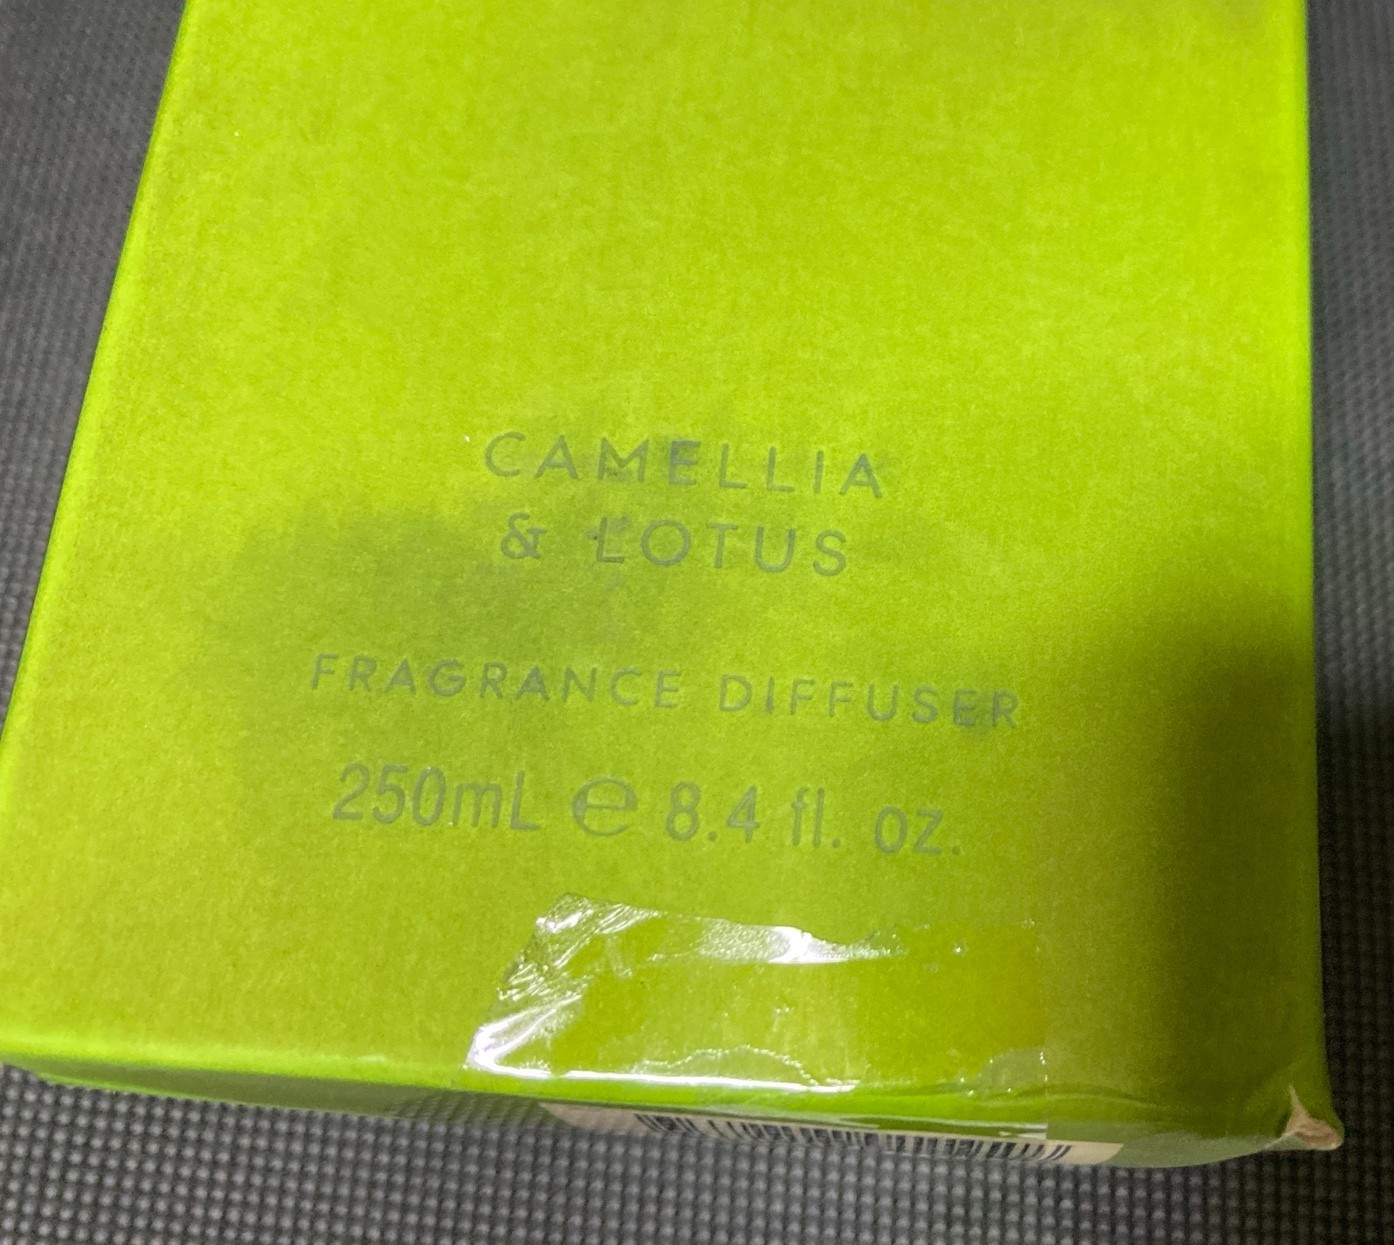 CAMELLIA
& LOTUS
FRAGRANCE DIFFUSER
250mL ℮ 8.4 fl. oz.